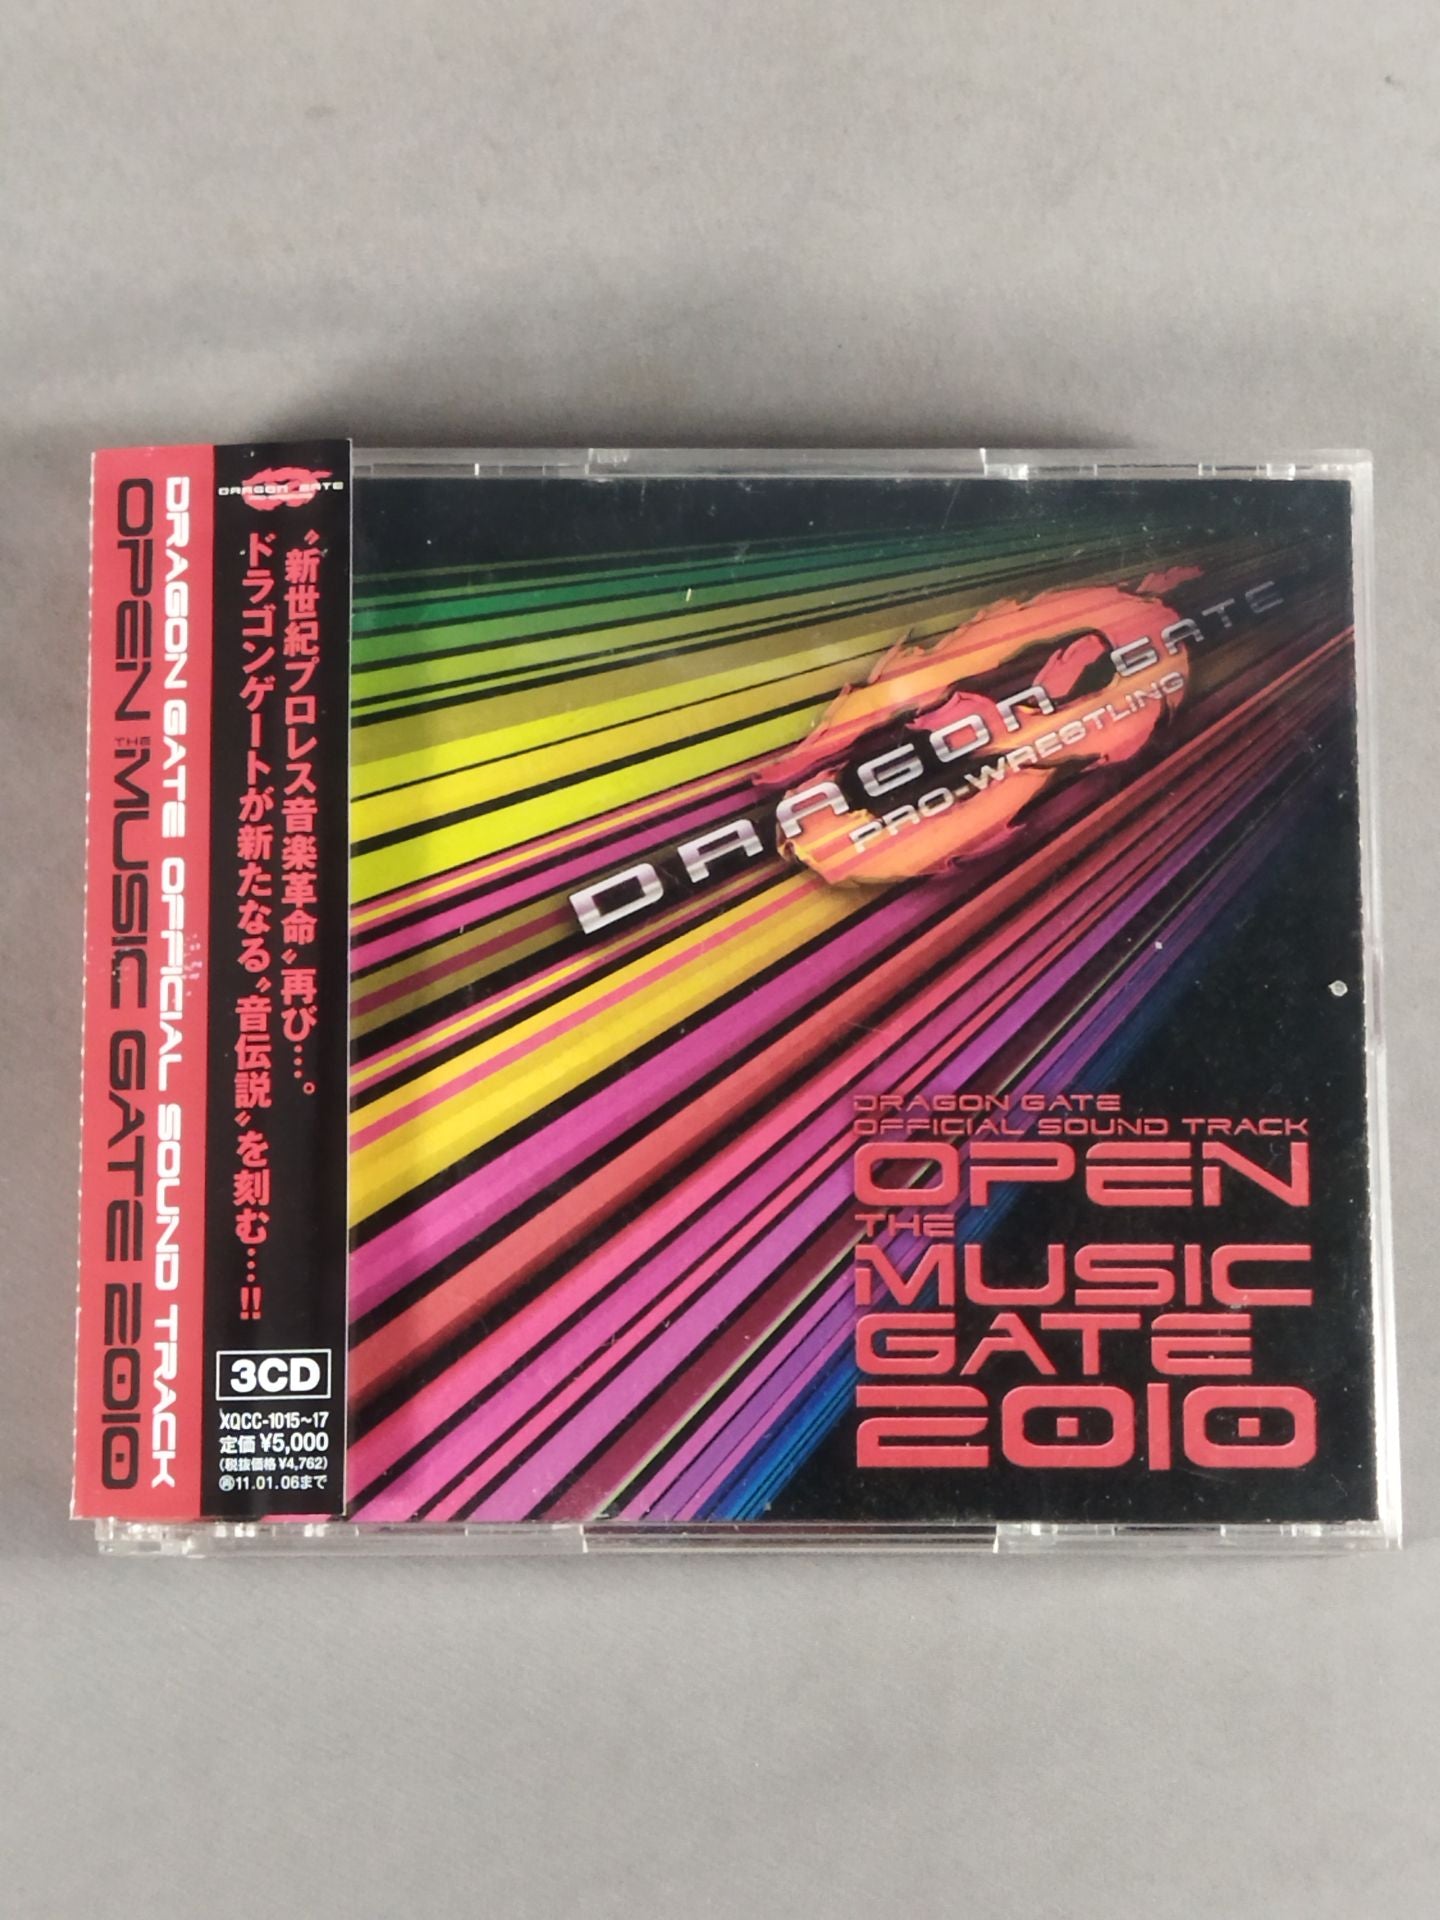 DRAGON GATE OFFICIAL SOUND TRACK
OPEN THE MUSIC GATE 2010
DRAGON GATE
〝新世紀プロレス音楽革命〟再び…。
ドラゴンゲートが新たなる〝音伝説〟を刻む…!!
3CD
XQCC-1015~17
定価¥5,000
(税抜価格¥4,762)
Ⓨ11.01.06まで
DRAGON GATE
PRO-WRESTLING
DRAGON GATE
OFFICIAL SOUND TRACK
OPEN
THE
MUSIC
GATE
2010